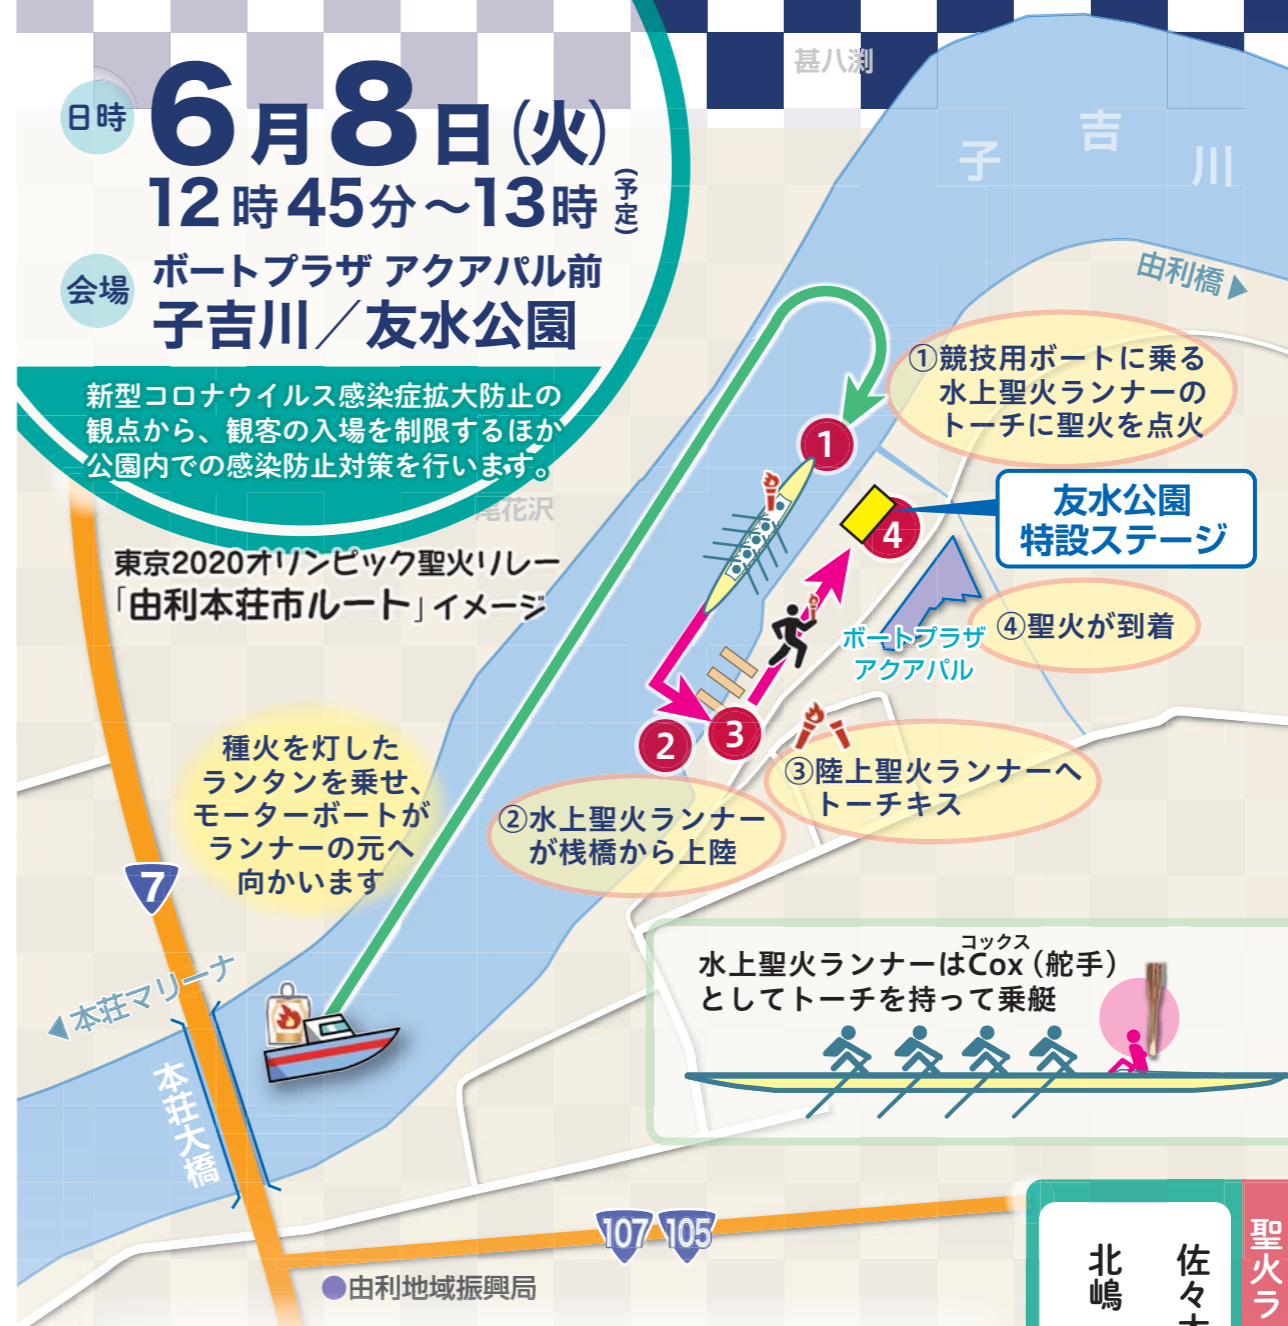 日時
6月8日(火)
12時45分～13時(予定)
会場
ボートプラザ アクアパル前
子吉川／友水公園
新型コロナウイルス感染症拡大防止の
観点から、観客の入場を制限するほか
公園内での感染防止対策を行います。
東京2020オリンピック聖火リレー
「由利本荘市ルート」イメージ
甚八渕
子吉川
由利橋▶
尾花沢
①競技用ボートに乗る
水上聖火ランナーの
トーチに聖火を点火
1
友水公園
特設ステージ
4
④聖火が到着
ボートプラザ
アクアパル
2
3
③陸上聖火ランナーへ
トーチキス
②水上聖火ランナー
が桟橋から上陸
種火を灯した
ランタンを乗せ、
モーターボートが
ランナーの元へ
向かいます
7
◀本荘マリーナ
本荘大橋
コックス
水上聖火ランナーはCox（舵手）
としてトーチを持って乗艇
107
105
●由利地域振興局
聖火ラ
佐々木
北嶋